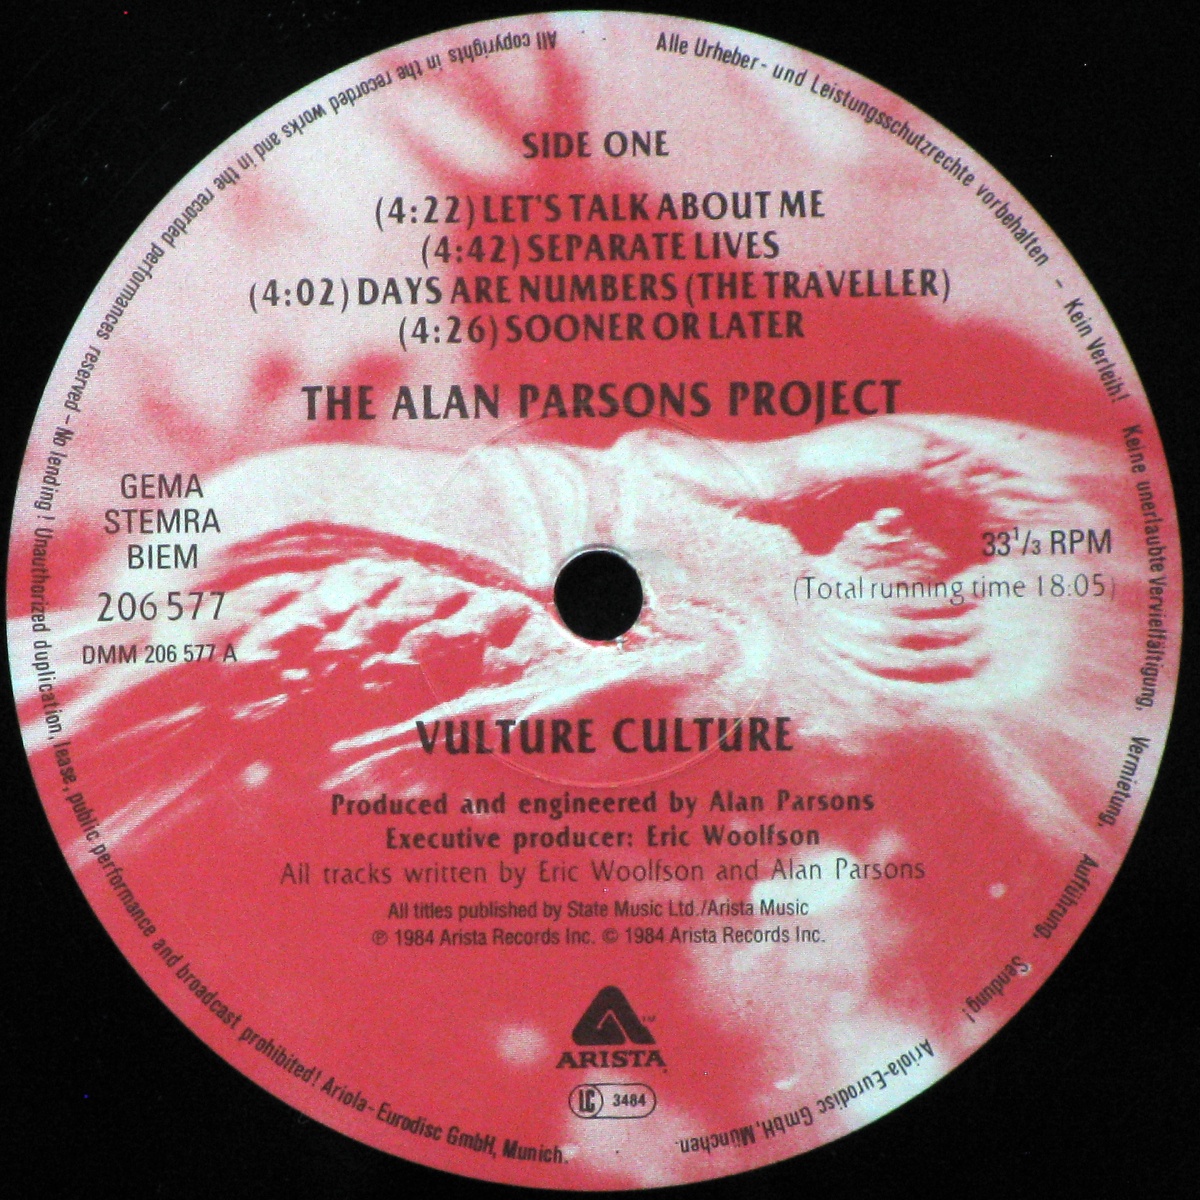 SIDE ONE
(4:22) LET'S TALK ABOUT ME
(4:42) SEPARATE LIVES
(4:02) DAYS ARE NUMBERS (THE TRAVELLER)
(4:26) SOONER OR LATER
THE ALAN PARSONS PROJECT
GEMA
STEMRA
BIEM
206 577
DMM 206 577 A
33 1/3 RPM
(Total running time 18:05)
VULTURE CULTURE
Produced and engineered by Alan Parsons
Executive producer: Eric Woolfson
All tracks written by Eric Woolfson and Alan Parsons
All titles published by State Music Ltd./Arista Music
℗ 1984 Arista Records Inc. © 1984 Arista Records Inc.
ARISTA
TM
LC 3484
Alle Urheber- und Leistungsschutzrechte vorbehalten – Kein Verleih! Keine unerlaubte Vervielfältigung, Vermietung, Aufführung, Sendung! Ariola-Eurodisc GmbH, München.
All copyrights in the recorded works and in the recorded performances reserved – No lending! Unauthorized duplication, lease, public performance and broadcast prohibited! Ariola-Eurodisc GmbH, Munich.